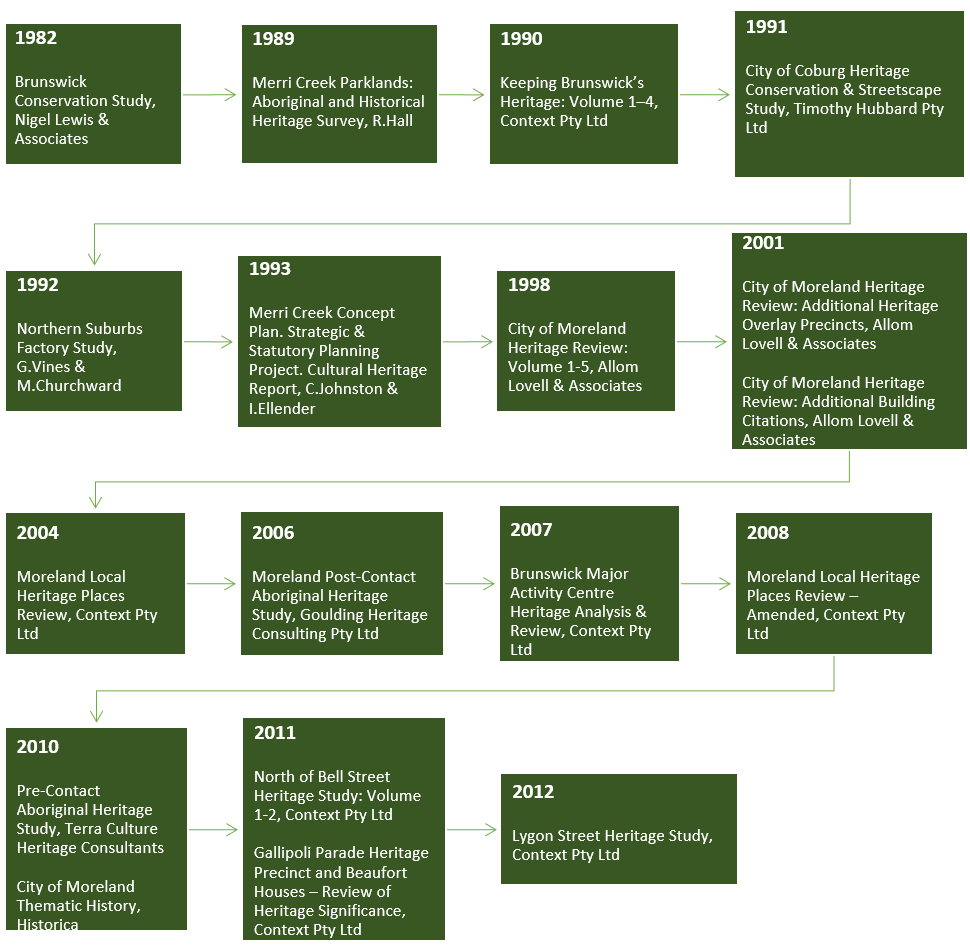 1982
Brunswick
Conservation Study,
Nigel Lewis &
Associates
1989
Merri Creek Parklands:
Aboriginal and Historical
Heritage Survey, R.Hall
1990
Keeping Brunswick’s
Heritage: Volume 1–4,
Context Pty Ltd
1991
City of Coburg Heritage
Conservation & Streetscape
Study, Timothy Hubbard Pty
Ltd
1992
Northern Suburbs
Factory Study,
G.Vines &
M.Churchward
1993
Merri Creek Concept
Plan. Strategic &
Statutory Planning
Project. Cultural Heritage
Report, C.Johnston &
I.Ellender
1998
City of Moreland
Heritage Review:
Volume 1-5, Allom
Lovell & Associates
2001
City of Moreland Heritage
Review: Additional Heritage
Overlay Precincts, Allom
Lovell & Associates
City of Moreland Heritage
Review: Additional Building
Citations, Allom Lovell &
Associates
2004
Moreland Local
Heritage Places
Review, Context Pty
Ltd
2006
Moreland Post-Contact
Aboriginal Heritage
Study, Goulding Heritage
Consulting Pty Ltd
2007
Brunswick Major
Activity Centre
Heritage Analysis &
Review, Context Pty
Ltd
2008
Moreland Local Heritage
Places Review –
Amended, Context Pty
Ltd
2010
Pre-Contact
Aboriginal Heritage
Study, Terra Culture
Heritage Consultants
City of Moreland
Thematic History,
Historica
2011
North of Bell Street
Heritage Study: Volume
1-2, Context Pty Ltd
Gallipoli Parade Heritage
Precinct and Beaufort
Houses – Review of
Heritage Significance,
Context Pty Ltd
2012
Lygon Street Heritage Study,
Context Pty Ltd